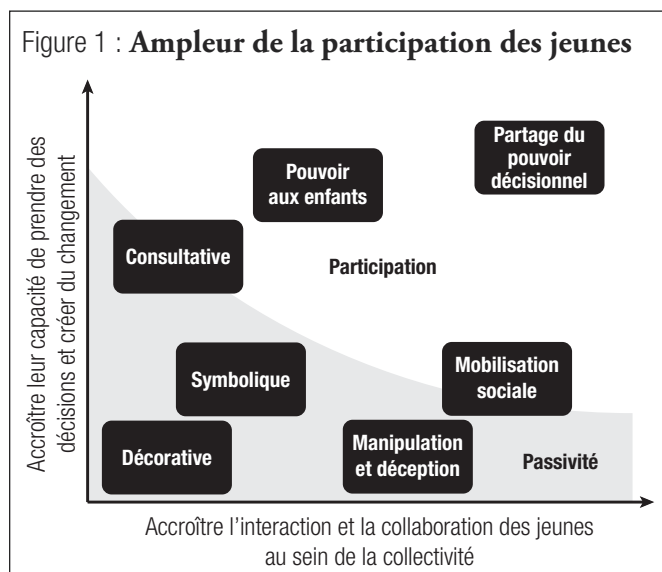 Figure 1 : Ampleur de la participation des jeunes
Accroître leur capacité de prendre des
décisions et créer du changement
Partage du
pouvoir
décisionnel
Pouvoir
aux enfants
Consultative
Participation
Symbolique
Mobilisation
sociale
Décorative
Manipulation
et déception
Passivité
Accroître l’interaction et la collaboration des jeunes
au sein de la collectivité